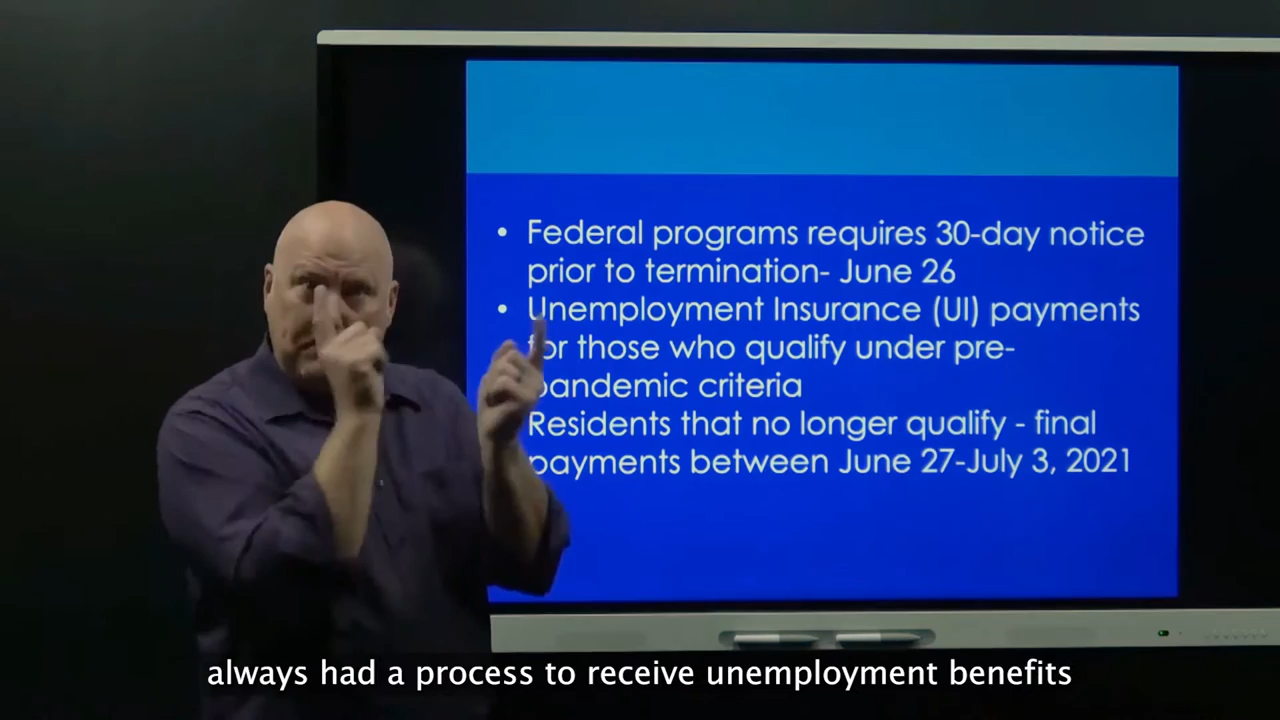 • Federal programs requires 30-day notice
prior to termination- June 26
• Unemployment Insurance (UI) payments
for those who qualify under pre-
pandemic criteria
Residents that no longer qualify - final
payments between June 27-July 3, 2021
always had a process to receive unemployment benefits